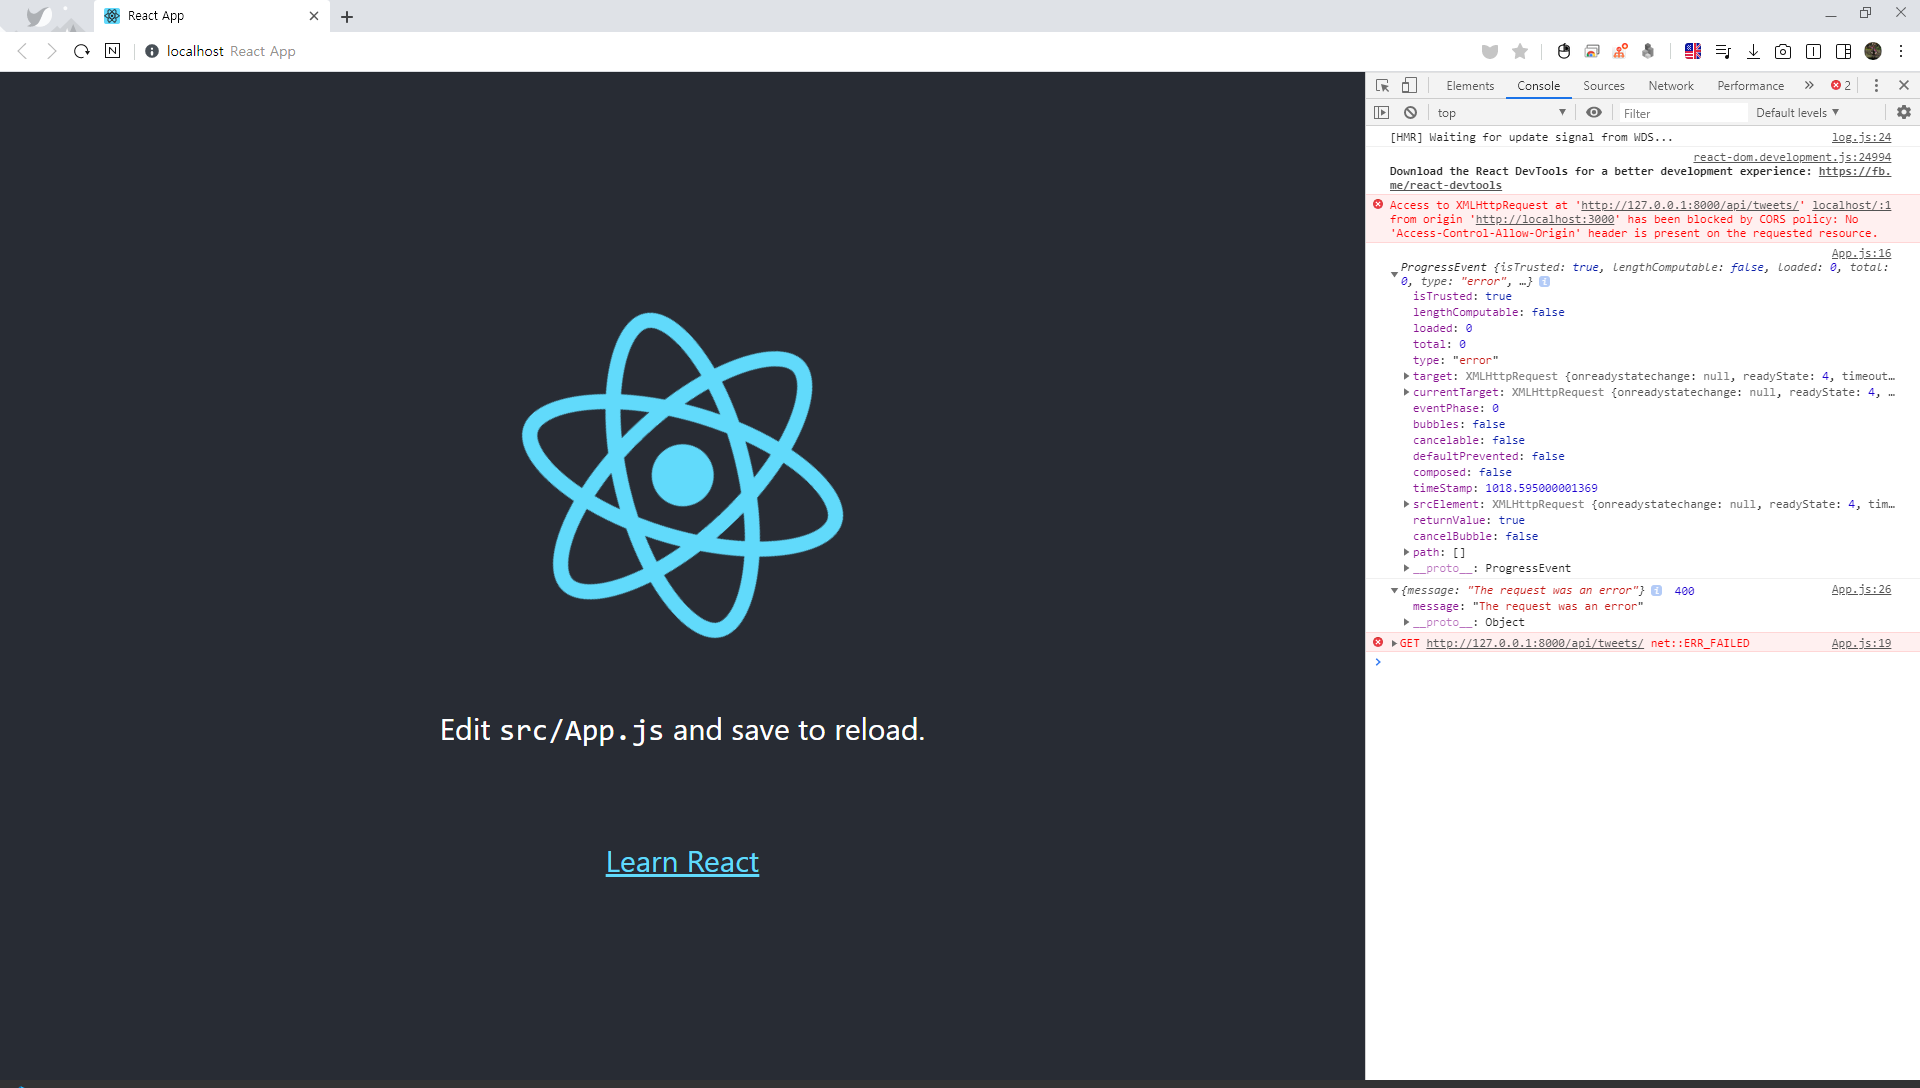 React App
N
localhost React App
Elements Console Sources Network Performance 2
top Filter Default levels
[HMR] Waiting for update signal from WDS... log.js:24
react-dom.development.js:24994
Download the React DevTools for a better development experience: https://fb.
me/react-devtools
Access to XMLHttpRequest at 'http://127.0.0.1:8000/api/tweets/' localhost/:1
from origin 'http://localhost:3000' has been blocked by CORS policy: No
'Access-Control-Allow-Origin' header is present on the requested resource.
App.js:16
ProgressEvent {isTrusted: true, lengthComputable: false, loaded: 0, total:
0, type: "error", …}
isTrusted: true
lengthComputable: false
loaded: 0
total: 0
type: "error"
target: XMLHttpRequest {onreadystatechange: null, readyState: 4, timeout…
currentTarget: XMLHttpRequest {onreadystatechange: null, readyState: 4, …
eventPhase: 0
bubbles: false
cancelable: false
defaultPrevented: false
composed: false
timeStamp: 1018.595000001369
srcElement: XMLHttpRequest {onreadystatechange: null, readyState: 4, tim…
returnValue: true
cancelBubble: false
path: []
__proto__: ProgressEvent
{message: "The request was an error"} 400 App.js:26
message: "The request was an error"
__proto__: Object
GET http://127.0.0.1:8000/api/tweets/ net::ERR_FAILED App.js:19
Edit src/App.js and save to reload.
Learn React